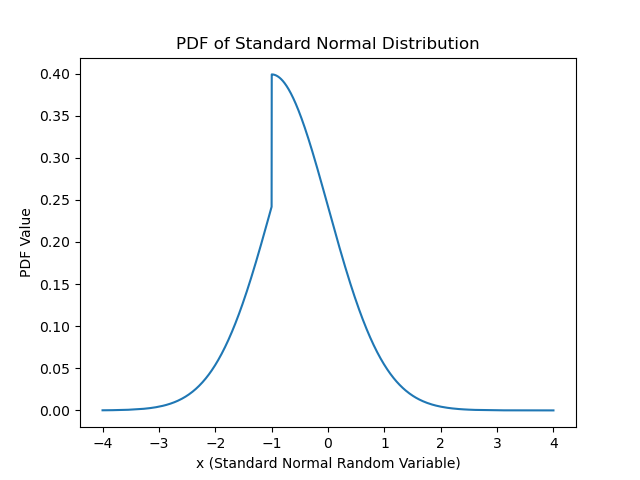 PDF of Standard Normal Distribution
0.40
0.35
0.30
0.25
0.20
0.15
0.10
0.05
0.00
PDF Value
−4 −3 −2 −1 0 1 2 3 4
x (Standard Normal Random Variable)